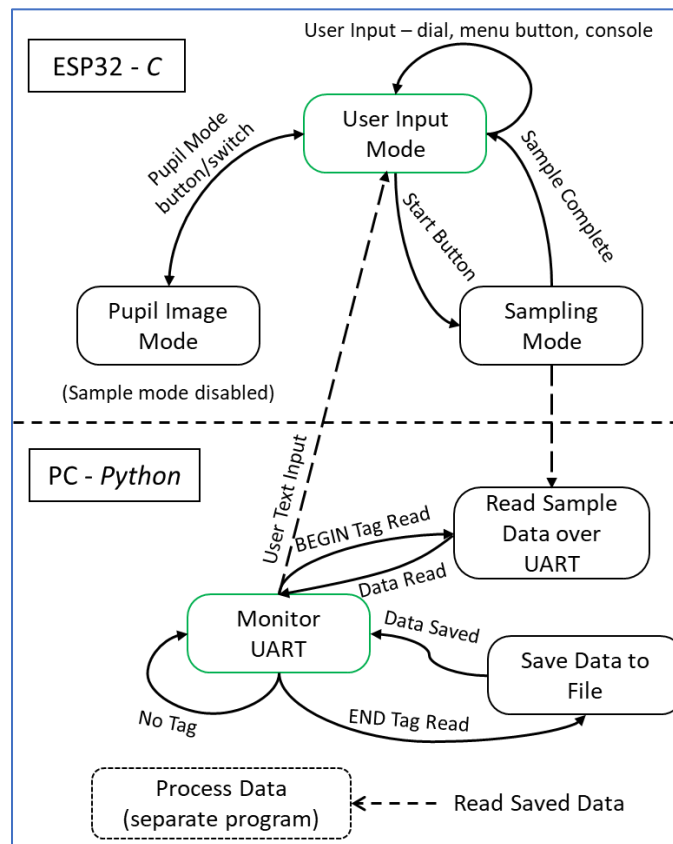 User Input – dial, menu button, console
ESP32 - C
User Input
Mode
Pupil Mode
button/switch
Sample Complete
Start Button
Pupil Image
Mode
Sampling
Mode
(Sample mode disabled)
PC - Python
User Text Input
Read Sample
Data over
UART
BEGIN Tag Read
Data Read
Monitor
UART
Data Saved
Save Data to
File
No Tag
END Tag Read
Process Data
(separate program)
Read Saved Data